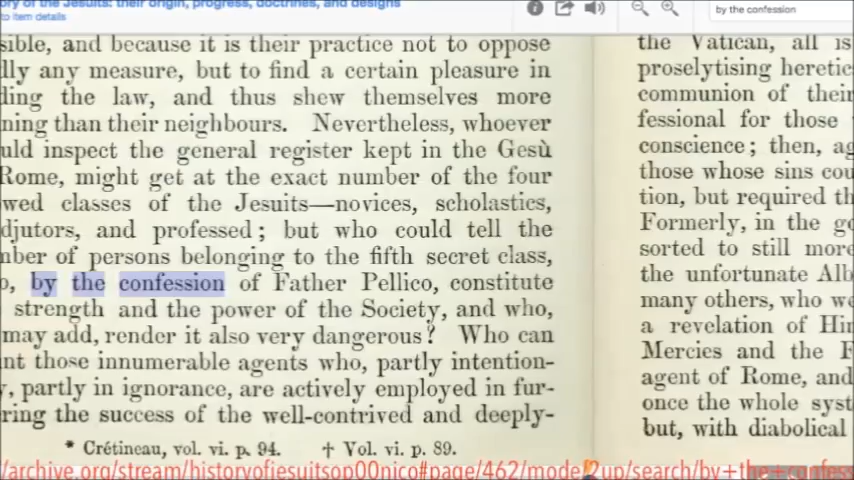 ory of the Jesuits: their origin, progress, doctrines, and designs
to item details
by the confession
sible, and because it is their practice not to oppose
lly any measure, but to find a certain pleasure in
ding the law, and thus shew themselves more
ning than their neighbours. Nevertheless, whoever
uld inspect the general register kept in the Gesù
Rome, might get at the exact number of the four
wed classes of the Jesuits—novices, scholastics,
djutors, and professed; but who could tell the
nber of persons belonging to the fifth secret class,
o, by the confession of Father Pellico, constitute
strength and the power of the Society, and who,
may add, render it also very dangerous? Who can
nt those innumerable agents who, partly intention-
, partly in ignorance, are actively employed in fur-
ring the success of the well-contrived and deeply-
* Crétineau, vol. vi. p. 94. † Vol. vi. p. 89.
the Vatican, all is
proselytising heretic
communion of their
fessional for those
conscience; then, ag
those whose sins cou
tion, but required th
Formerly, in the go
sorted to still more
the unfortunate Alb
many others, who we
a revelation of Hi
Mercies and the F
agent of Rome, and
once the whole syst
but, with diabolical
/archive.org/stream/historyofjesuitsop00nico#page/462/mode/2up/search/by+the+confess